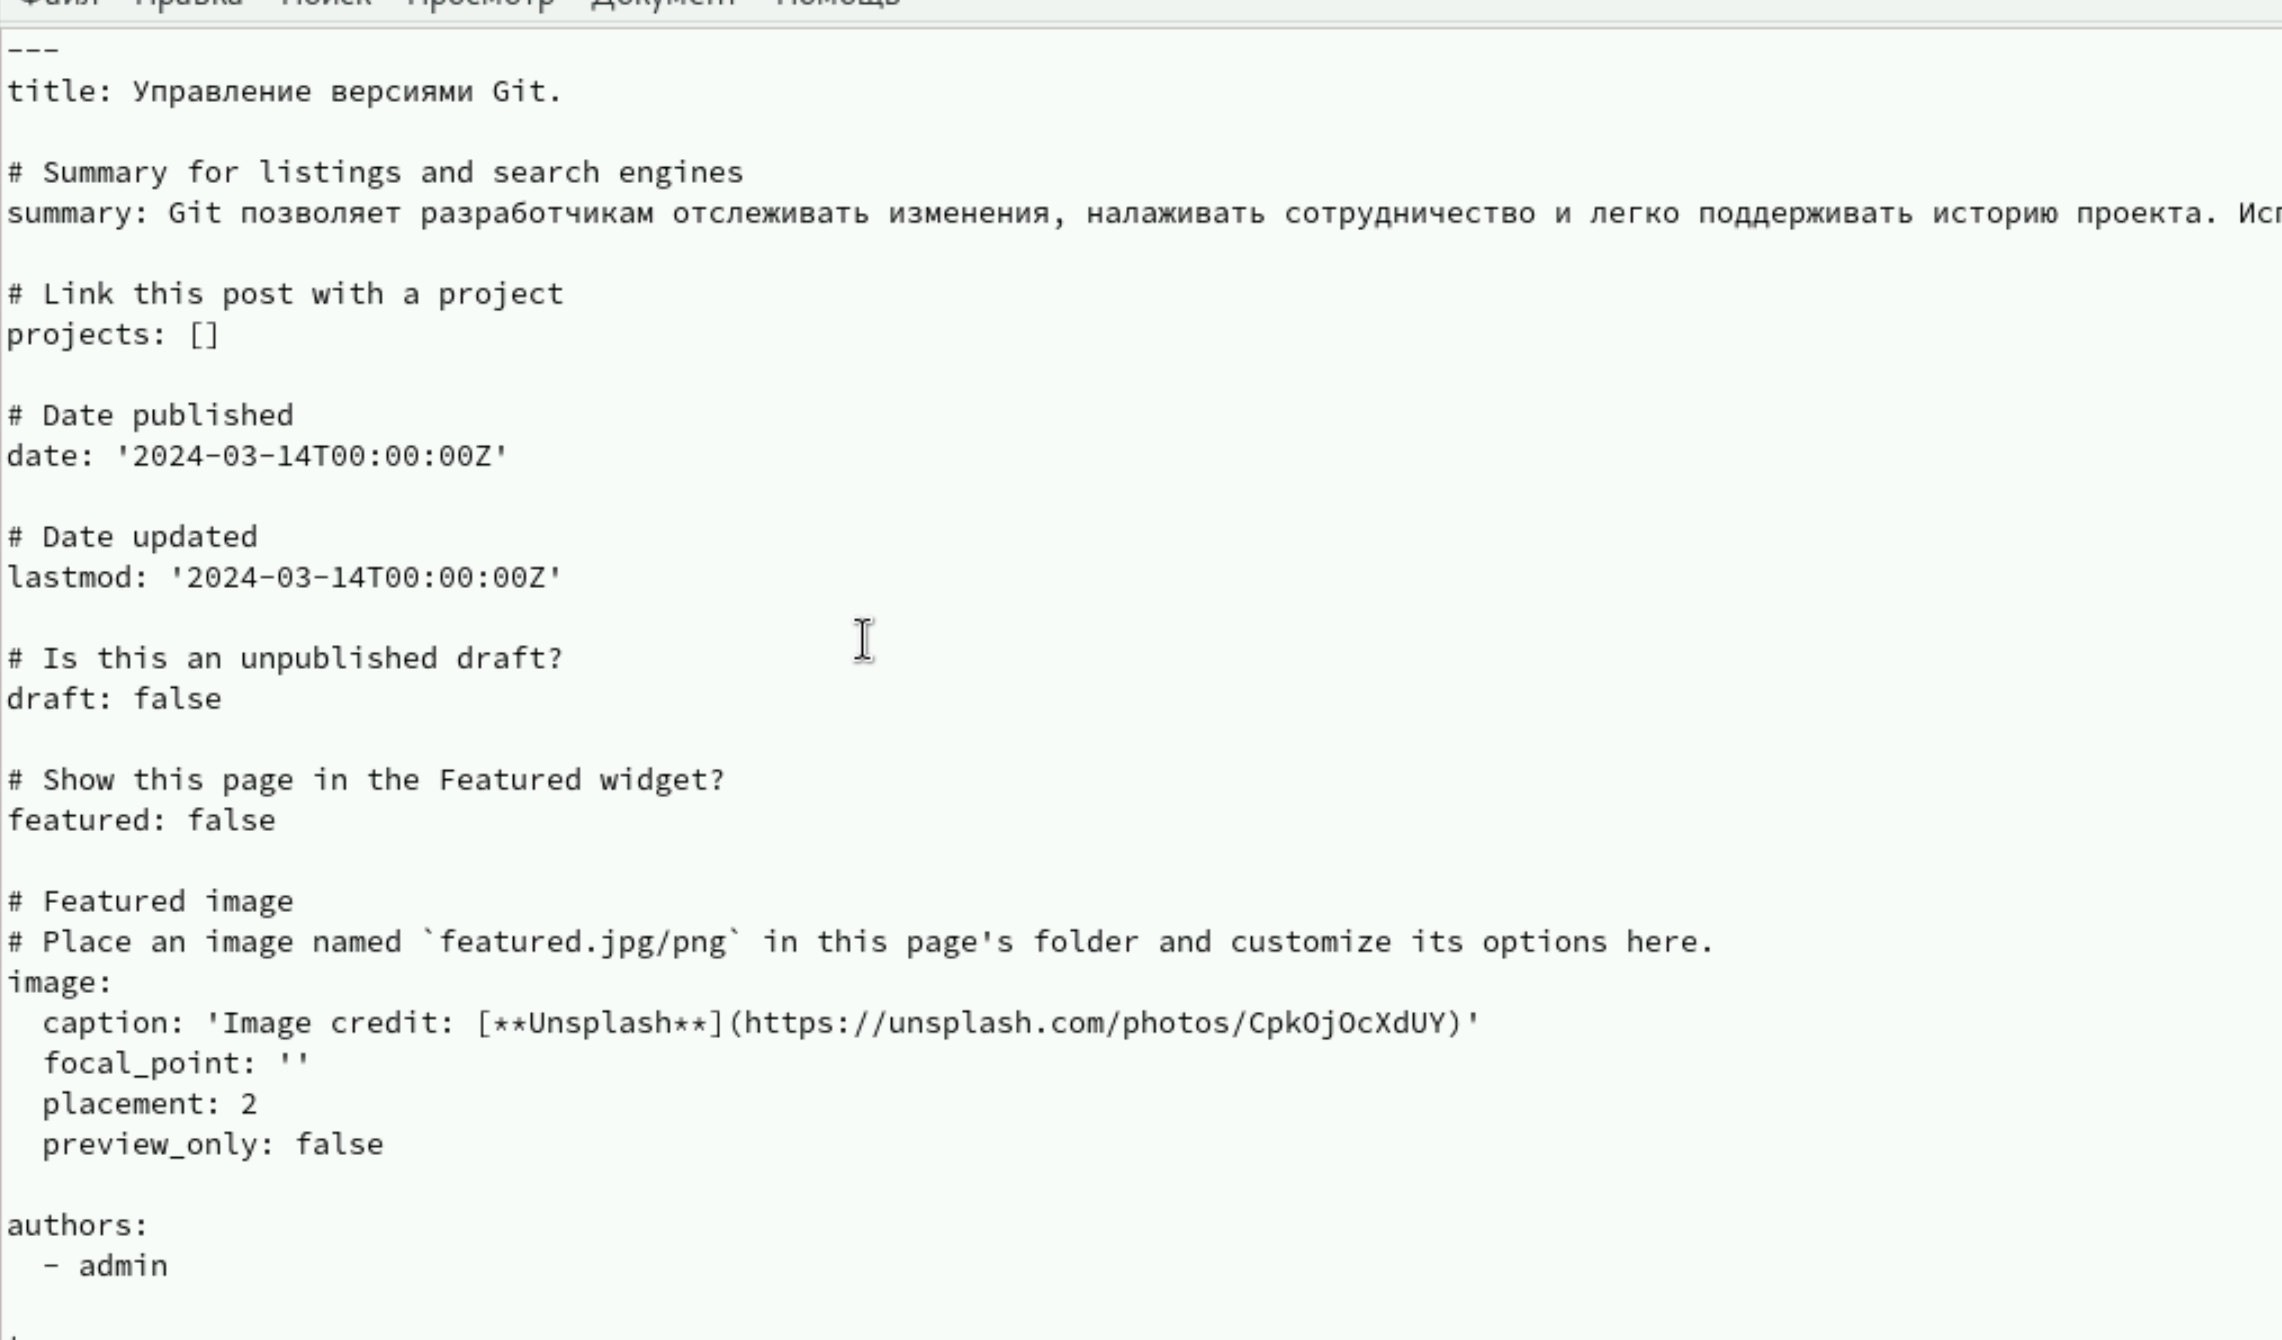 Файл Правка Поиск Просмотр Документ Помощь
---
title: Управление версиями Git.
# Summary for listings and search engines
summary: Git позволяет разработчикам отслеживать изменения, налаживать сотрудничество и легко поддерживать историю проекта.
# Link this post with a project
projects: []
# Date published
date: '2024-03-14T00:00:00Z'
# Date updated
lastmod: '2024-03-14T00:00:00Z'
# Is this an unpublished draft?
draft: false
# Show this page in the Featured widget?
featured: false
# Featured image
# Place an image named `featured.jpg/png` in this page's folder and customize its options here.
image:
  caption: 'Image credit: [**Unsplash**](https://unsplash.com/photos/CpkOjOcXdUY)'
  focal_point: ''
  placement: 2
  preview_only: false
authors:
  - admin